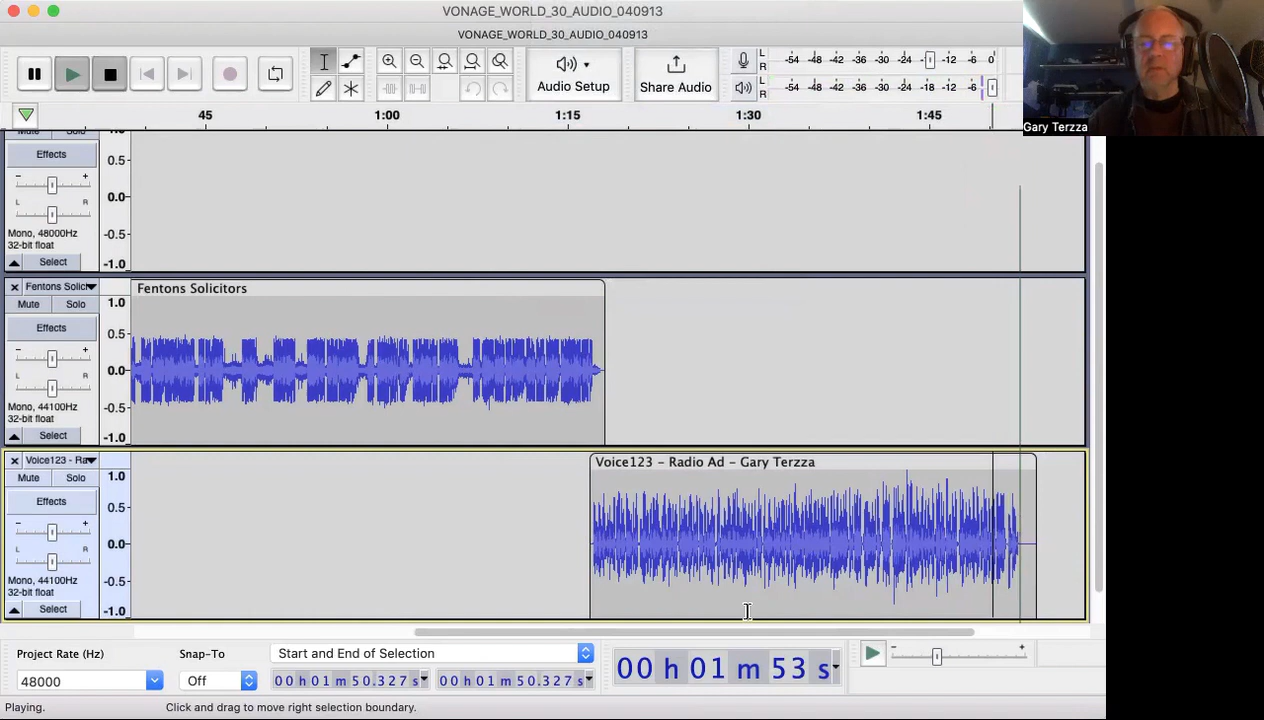 VONAGE_WORLD_30_AUDIO_040913
VONAGE_WORLD_30_AUDIO_040913
Audio Setup
Share Audio
L
R
-54 -48 -42 -36 -30 -24 -18 -12 -6 0
L
R
-54 -48 -42 -36 -30 -24 -18 -12 -6
Gary Terzza
45 1:00 1:15 1:30 1:45
Mute Solo
Effects
- +
L R
Mono, 48000Hz
32-bit float
Select
0.5
0.0
-0.5
-1.0
Fentons Solic
Mute Solo
Effects
- +
L R
Mono, 44100Hz
32-bit float
Select
1.0
0.5
0.0
-0.5
-1.0
Fentons Solicitors
Voice123 - Ra
Mute Solo
Effects
- +
L R
Mono, 44100Hz
32-bit float
Select
1.0
0.5
0.0
-0.5
-1.0
Voice123 - Radio Ad - Gary Terzza
Project Rate (Hz)
48000
Snap-To
Off
Start and End of Selection
00 h 01 m 50.327 s
00 h 01 m 50.327 s
00 h 01 m 53 s
- +
Playing.
Click and drag to move right selection boundary.